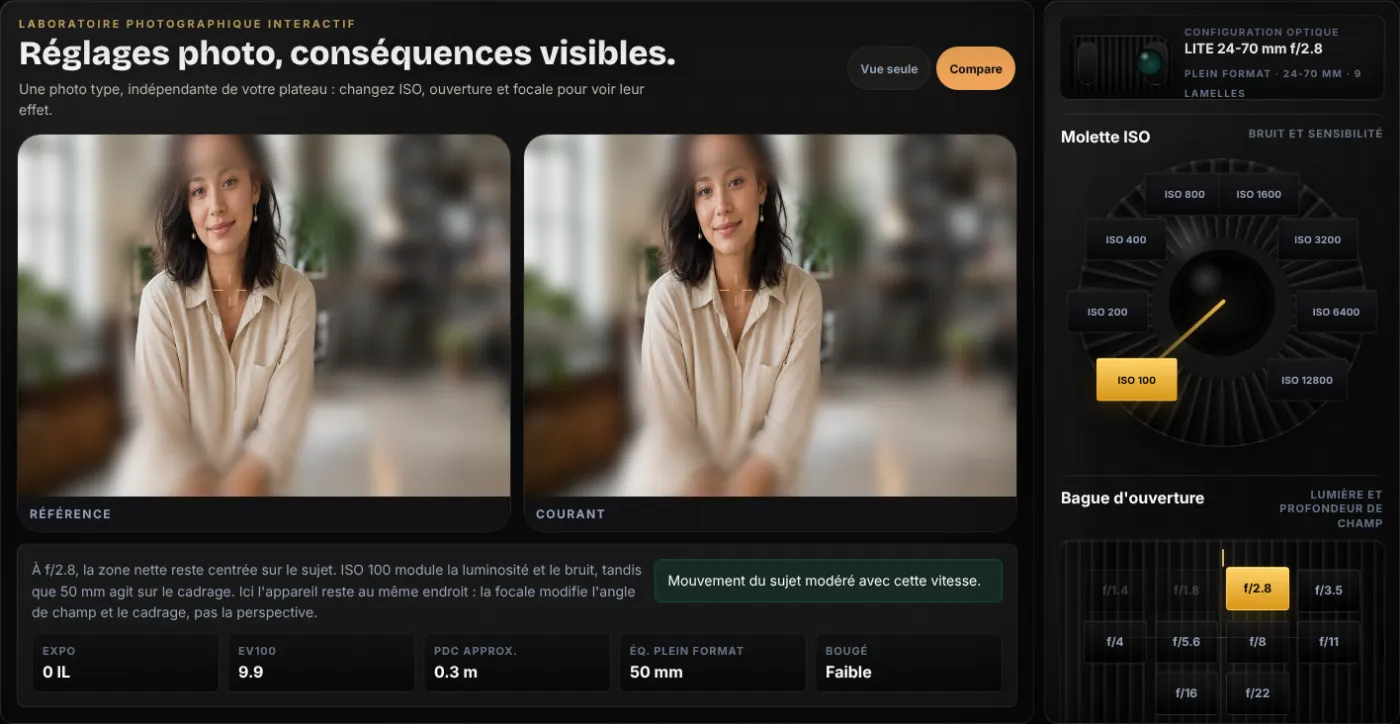 LABORATOIRE PHOTOGRAPHIQUE INTERACTIF
Réglages photo, conséquences visibles.
Une photo type, indépendante de votre plateau : changez ISO, ouverture et focale pour voir leur
effet.
Vue seule
Compare
RÉFÉRENCE
COURANT
À f/2.8, la zone nette reste centrée sur le sujet. ISO 100 module la luminosité et le bruit, tandis
que 50 mm agit sur le cadrage. Ici l'appareil reste au même endroit : la focale modifie l'angle
de champ et le cadrage, pas la perspective.
Mouvement du sujet modéré avec cette vitesse.
EXPO
0 IL
EV100
9.9
PDC APPROX.
0.3 m
ÉQ. PLEIN FORMAT
50 mm
BOUGÉ
Faible
CONFIGURATION OPTIQUE
LITE 24-70 mm f/2.8
PLEIN FORMAT · 24-70 MM · 9
LAMELLES
Molette ISO
BRUIT ET SENSIBILITÉ
ISO 800
ISO 1600
ISO 400
ISO 3200
ISO 200
ISO 6400
ISO 100
ISO 12800
Bague d'ouverture
LUMIÈRE ET
PROFONDEUR DE
CHAMP
f/1.4
f/1.8
f/2.8
f/3.5
f/4
f/5.6
f/8
f/11
f/16
f/22